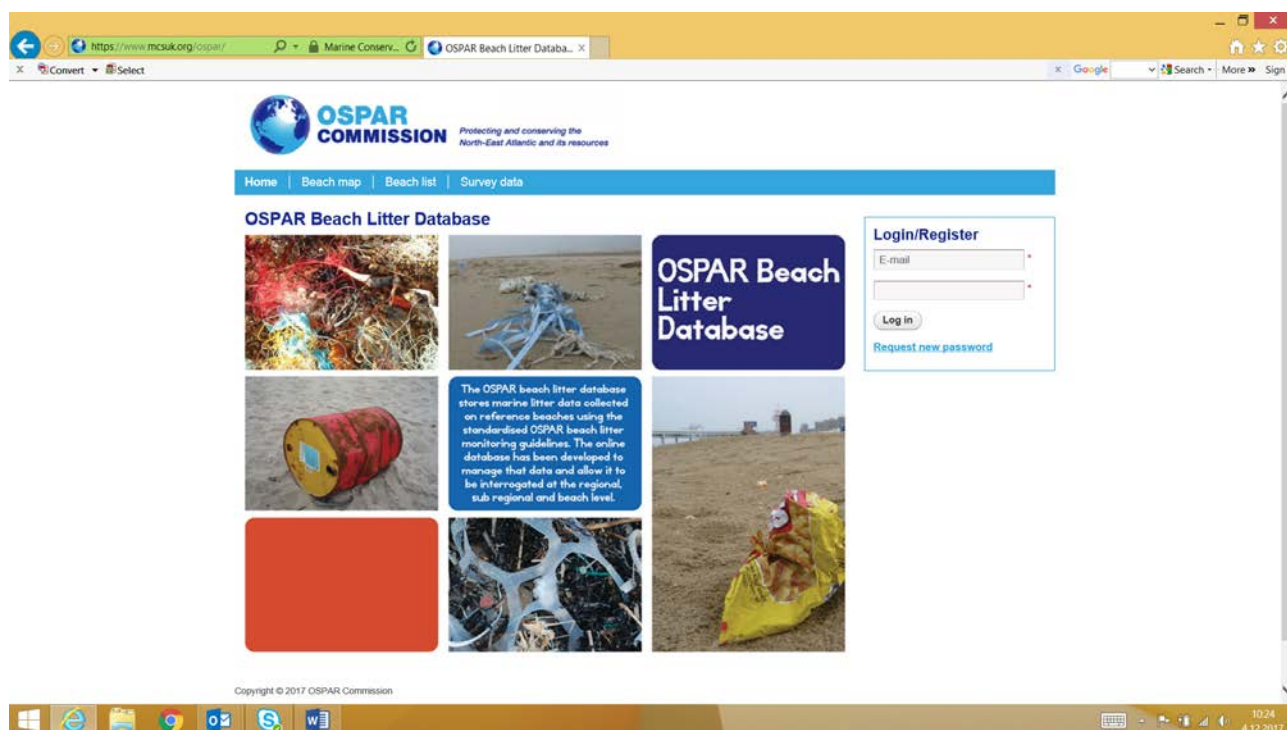 https://www.mcsuk.org/ospar/
Marine Conserv...
OSPAR Beach Litter Databa...
x Convert Select
x Google Search More » Sign
OSPAR
COMMISSION
Protecting and conserving the
North-East Atlantic and its resources
Home | Beach map | Beach list | Survey data
OSPAR Beach Litter Database
OSPAR Beach
Litter
Database
The OSPAR beach litter database
stores marine litter data collected
on reference beaches using the
standardised OSPAR beach litter
monitoring guidelines. The online
database has been developed to
manage that data and allow it to
be interrogated at the regional,
sub regional and beach level.
Login/Register
E-mail *
*
Log in
Request new password
Copyright © 2017 OSPAR Commission
10:24
4.12.2017